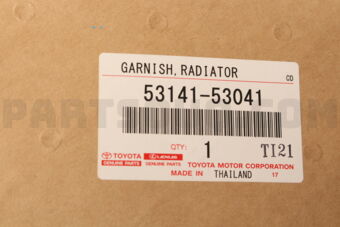 GARNISH, RADIATOR
CD
53141-53041
QTY: 1 TI21
TOYOTA LEXUS
GENUINE PARTS GENUINE PARTS TOYOTA MOTOR CORPORATION
MADE IN THAILAND 17